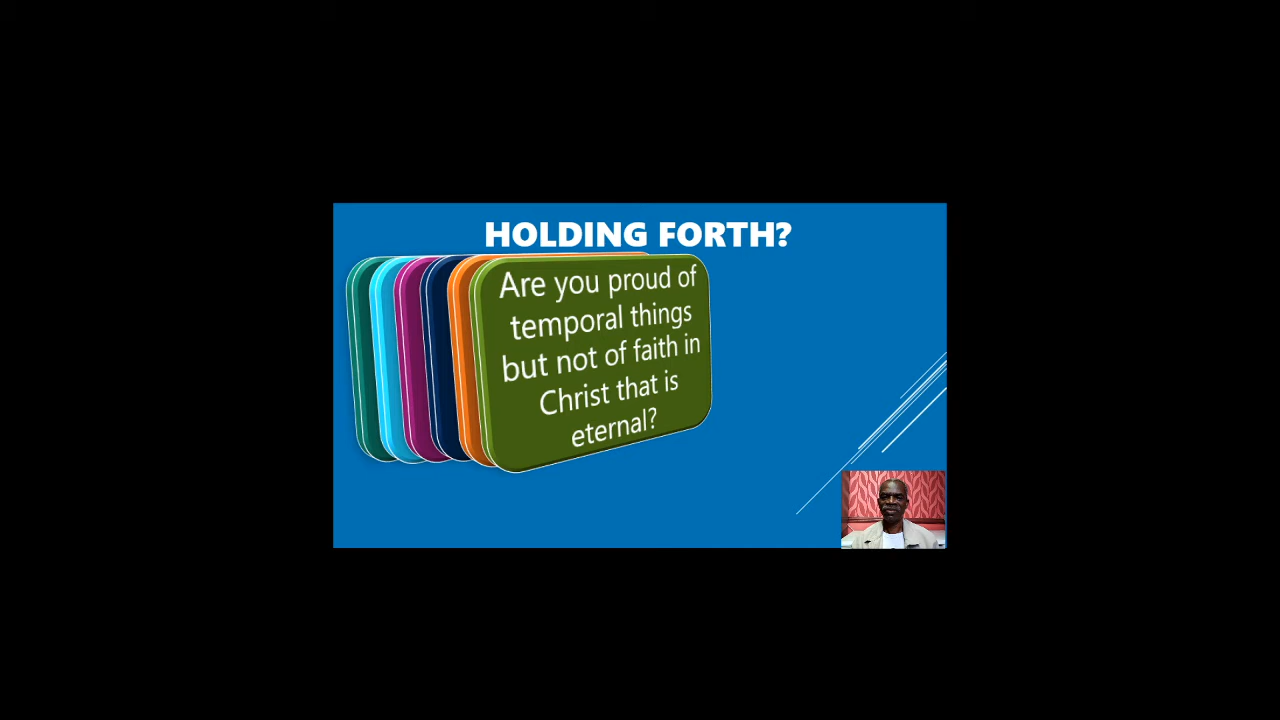 HOLDING FORTH?
Are you proud of
temporal things
but not of faith in
Christ that is
eternal?